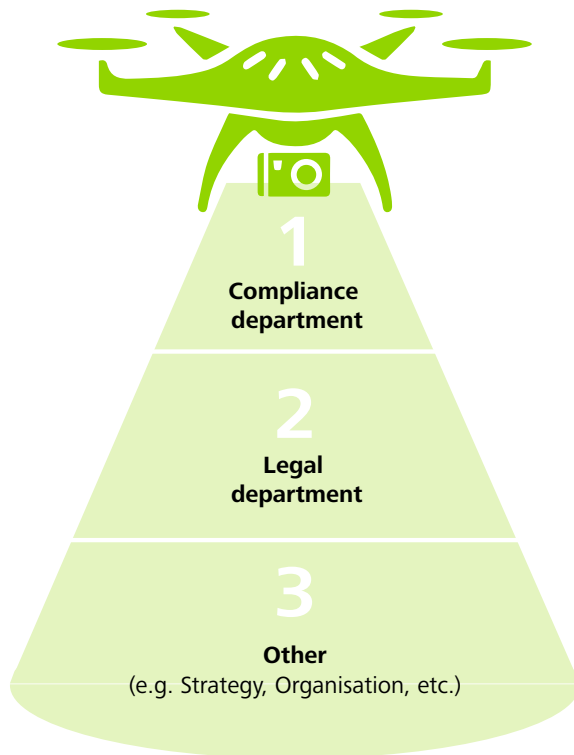 1
Compliance
department
2
Legal
department
3
Other
(e.g. Strategy, Organisation, etc.)